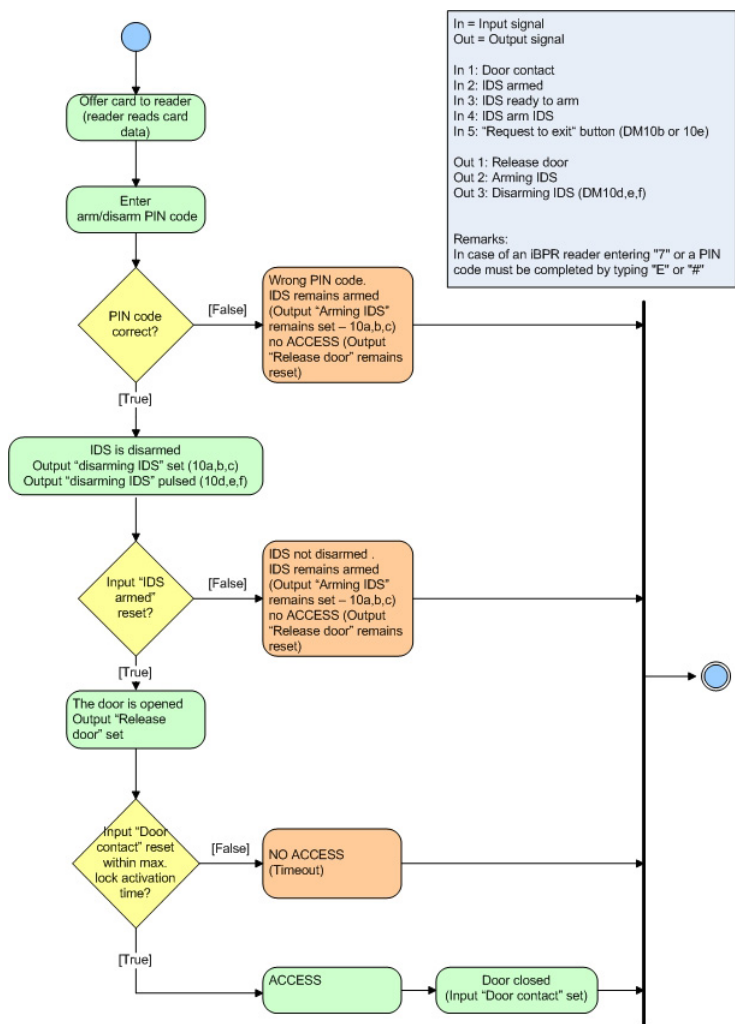 In = Input signal
Out = Output signal
In 1: Door contact
In 2: IDS armed
In 3: IDS ready to arm
In 4: IDS arm IDS
In 5: “Request to exit“ button (DM10b or 10e)
Out 1: Release door
Out 2: Arming IDS
Out 3: Disarming IDS (DM10d,e,f)
Remarks:
In case of an iBPR reader entering "7" or a PIN
code must be completed by typing "E" or "#"
Offer card to reader
(reader reads card
data)
Enter
arm/disarm PIN code
PIN code
correct?
[False]
Wrong PIN code.
IDS remains armed
(Output “Arming IDS”
remains set – 10a,b,c)
no ACCESS (Output
“Release door” remains
reset)
[True]
IDS is disarmed
Output “disarming IDS” set (10a,b,c)
Output “disarming IDS” pulsed (10d,e,f)
Input “IDS
armed”
reset?
[False]
IDS not disarmed .
IDS remains armed
(Output “Arming IDS”
remains set – 10a,b,c)
no ACCESS (Output
“Release door” remains
reset)
[True]
The door is opened
Output “Release
door” set
Input “Door
contact” reset
within max.
lock activation
time?
[False]
NO ACCESS
(Timeout)
[True]
ACCESS
Door closed
(Input “Door contact” set)